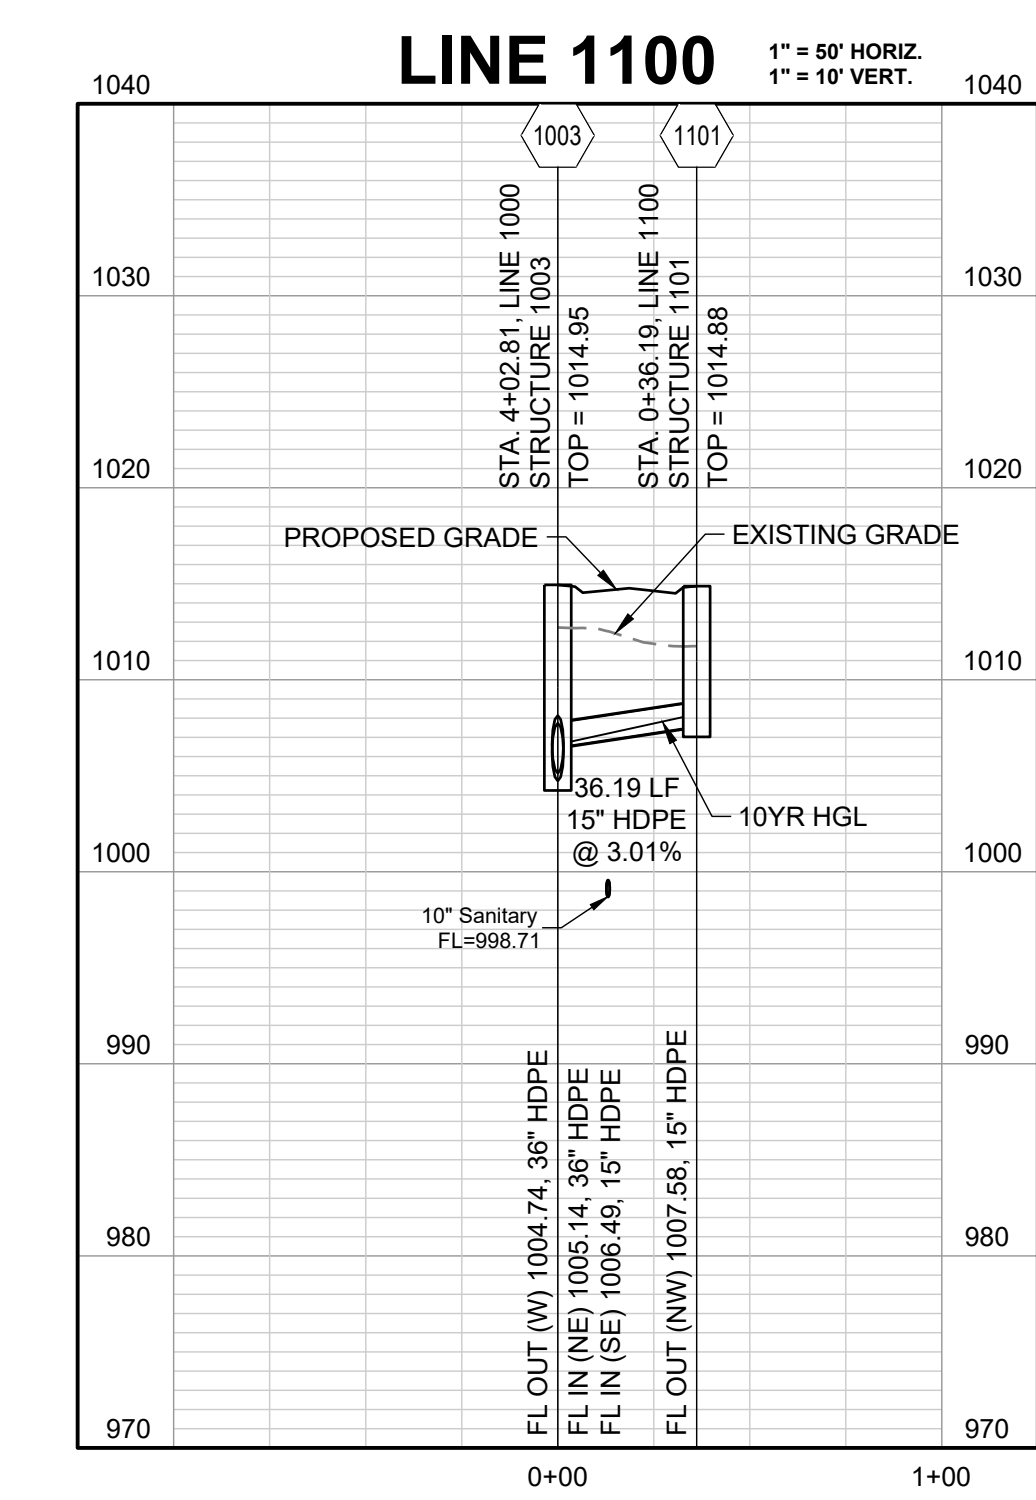 LINE 1100
1" = 50' HORIZ.
1" = 10' VERT.
1040
1040
1003
1101
STA. 4+02.81, LINE 1000
STRUCTURE 1003
TOP = 1014.95
STA. 0+36.19, LINE 1100
STRUCTURE 1101
TOP = 1014.88
1030
1030
1020
1020
PROPOSED GRADE
EXISTING GRADE
1010
1010
36.19 LF
15" HDPE
@ 3.01%
10YR HGL
1000
1000
10" Sanitary
FL=998.71
990
990
FL OUT (W) 1004.74, 36" HDPE
FL IN (NE) 1005.14, 36" HDPE
FL IN (SE) 1006.49, 15" HDPE
FL OUT (NW) 1007.58, 15" HDPE
980
980
970
970
0+00
1+00